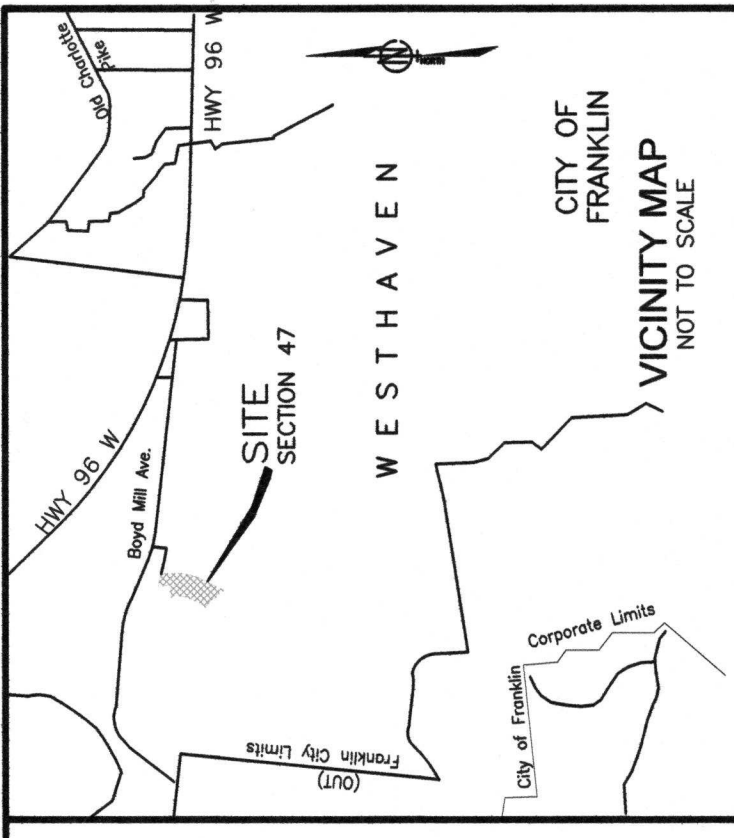 Old Charlotte
Pike
HWY 96 W
N
NORTH
HWY 96 W
Boyd Mill Ave.
SITE
SECTION 47
WESTHAVEN
CITY OF
FRANKLIN
VICINITY MAP
NOT TO SCALE
Franklin City Limits
(OUT)
City of Franklin
Corporate Limits